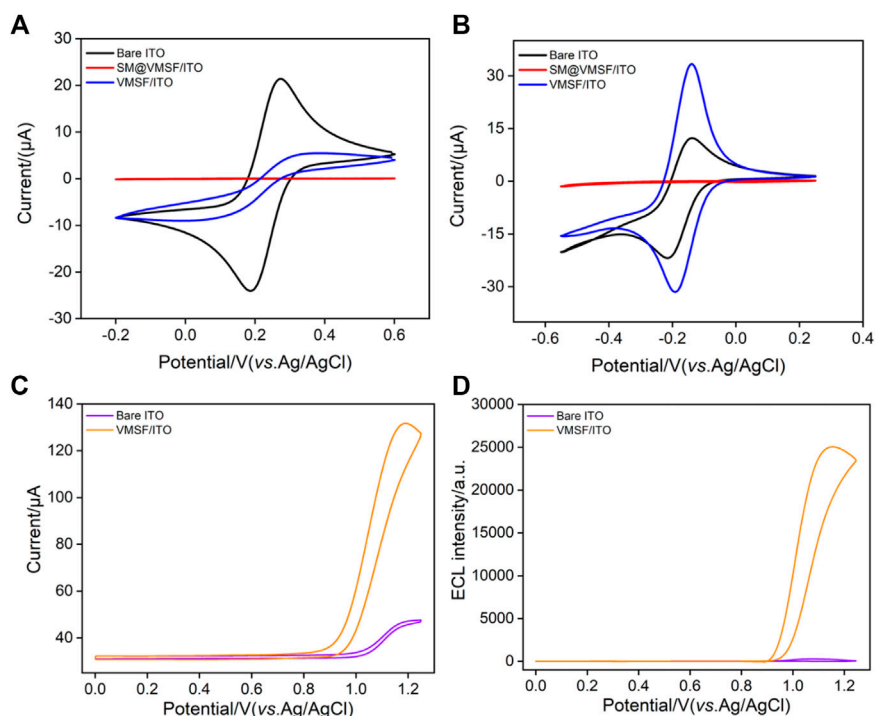 A
Bare ITO
SM@VMSF/ITO
VMSF/ITO
30
20
10
0
-10
-20
-30
Current/(μA)
-0.2 0.0 0.2 0.4 0.6
Potential/V(vs.Ag/AgCl)
B
Bare ITO
SM@VMSF/ITO
VMSF/ITO
30
15
0
-15
-30
Current/(μA)
-0.6 -0.4 -0.2 0.0 0.2 0.4
Potential/V(vs.Ag/AgCl)
C
Bare ITO
VMSF/ITO
140
120
100
80
60
40
Current/μA
0.0 0.2 0.4 0.6 0.8 1.0 1.2
Potential/V(vs.Ag/AgCl)
D
Bare ITO
VMSF/ITO
30000
25000
20000
15000
10000
5000
0
ECL intensity/a.u.
0.0 0.2 0.4 0.6 0.8 1.0 1.2
Potential/V(vs.Ag/AgCl)